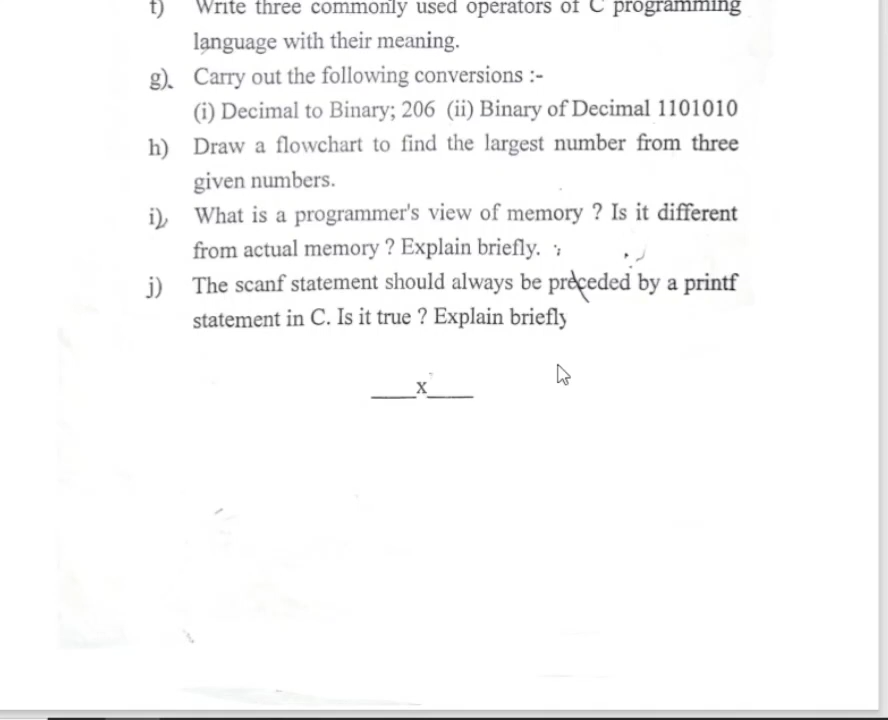 f) Write three commonly used operators of C programming
language with their meaning.
g) Carry out the following conversions :-
(i) Decimal to Binary; 206 (ii) Binary of Decimal 1101010
h) Draw a flowchart to find the largest number from three
given numbers.
i) What is a programmer's view of memory ? Is it different
from actual memory ? Explain briefly.
j) The scanf statement should always be preceded by a printf
statement in C. Is it true ? Explain briefly
____x____